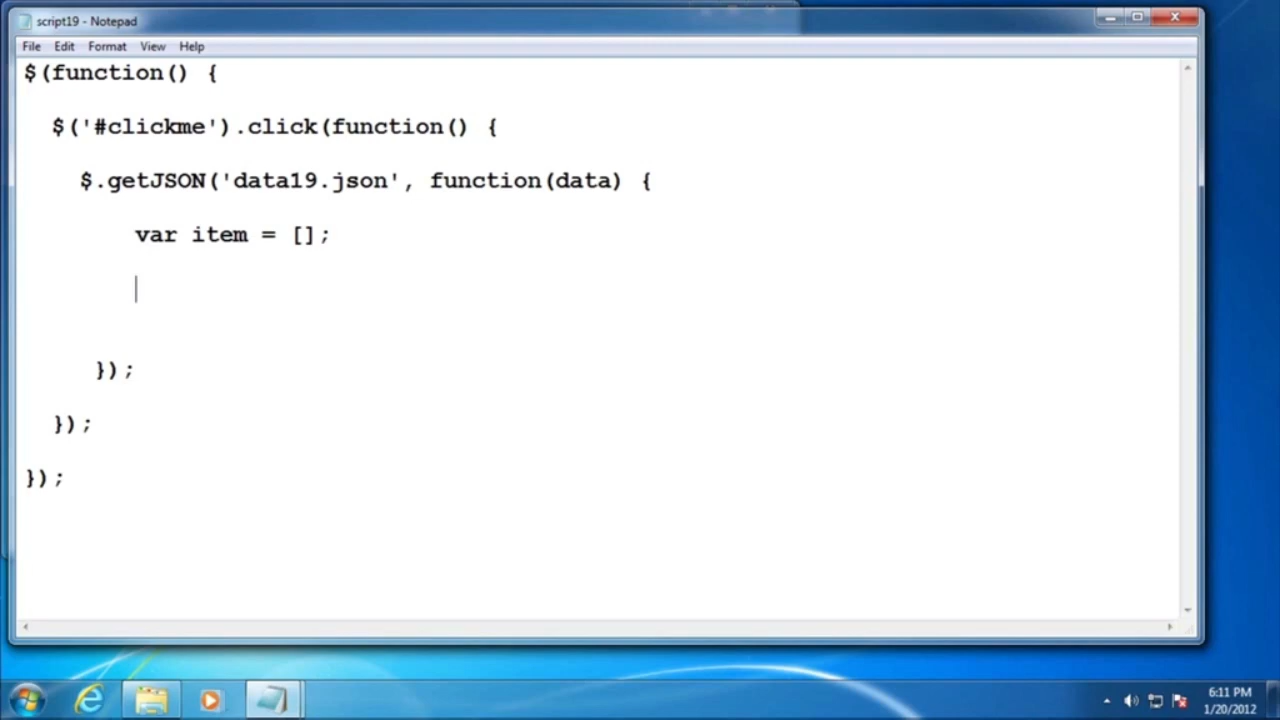 script19 - Notepad
File Edit Format View Help
$(function() {
$('#clickme').click(function() {
$.getJSON('data19.json', function(data) {
var item = [];
});
});
});
6:11 PM
1/20/2012